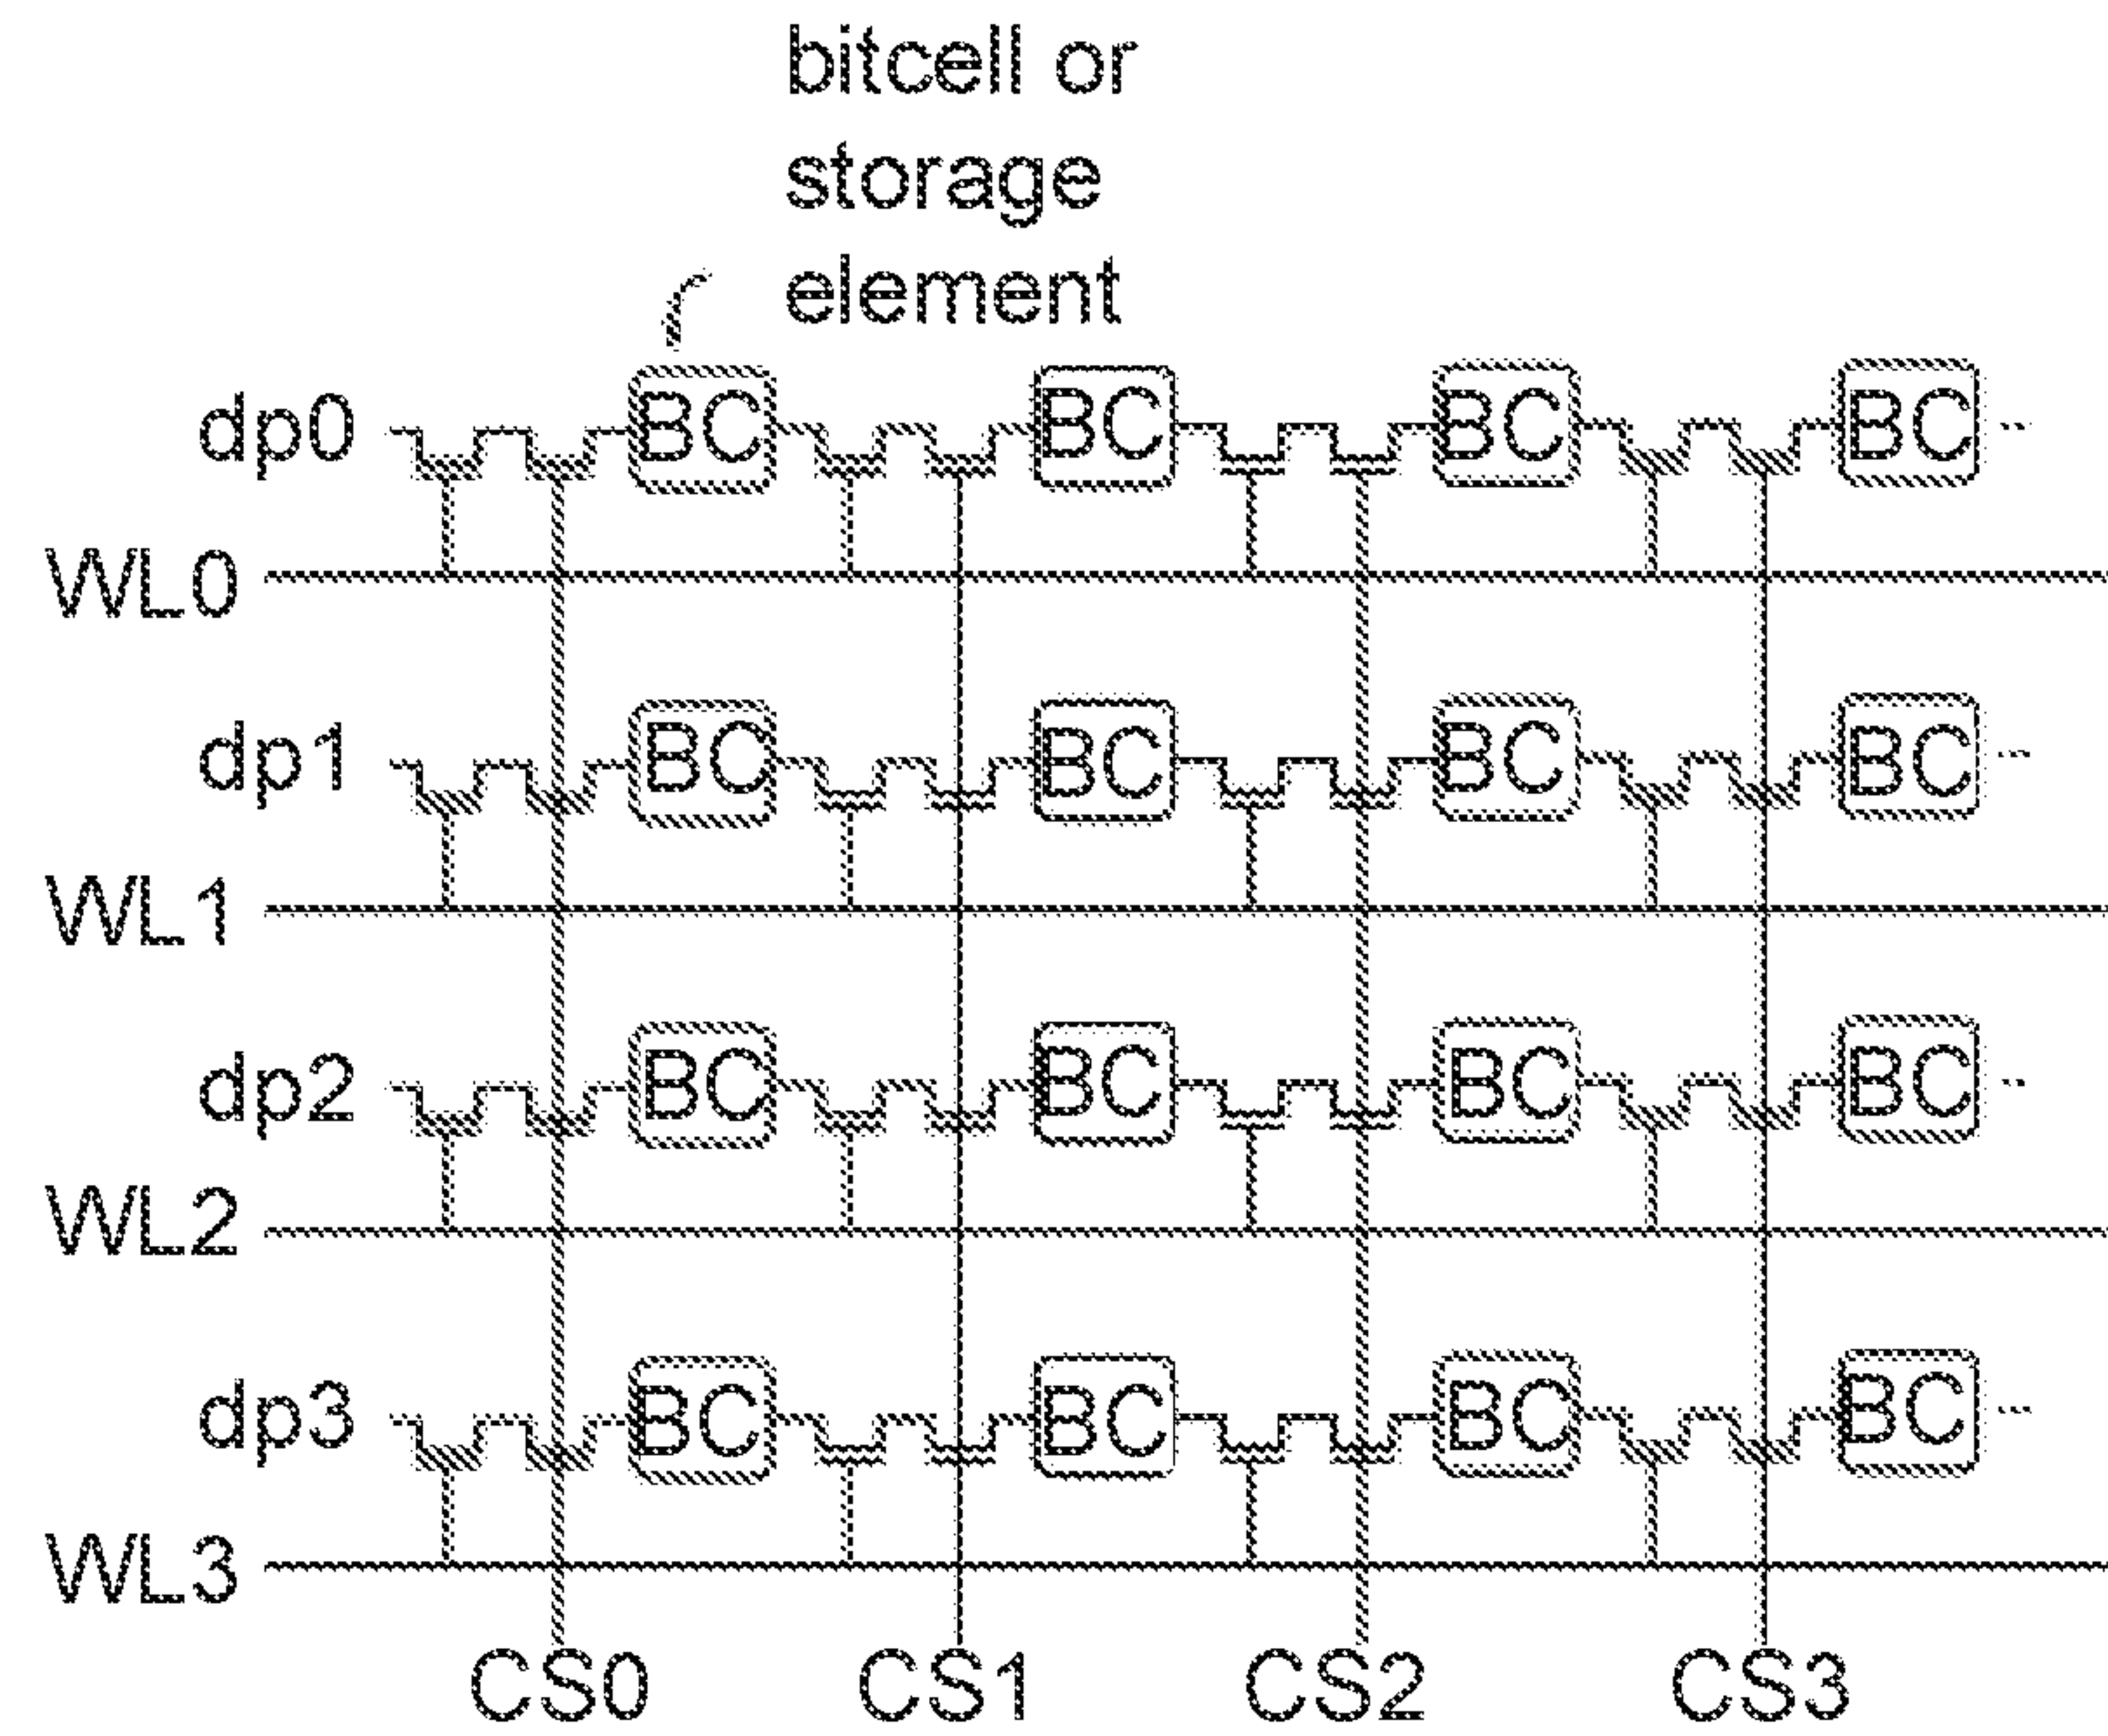 bitcell or
storage
element
dp0 BC BC BC BC
WL0
dp1 BC BC BC BC
WL1
dp2 BC BC BC BC
WL2
dp3 BC BC BC BC
WL3
CS0 CS1 CS2 CS3